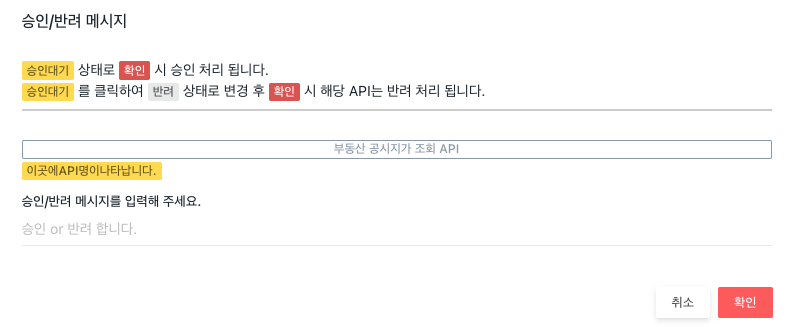 승인/반려 메시지
승인대기 상태로 확인 시 승인 처리 됩니다.
승인대기 를 클릭하여 반려 상태로 변경 후 확인 시 해당 API는 반려 처리 됩니다.
부동산 공시지가 조회 API
이곳에API명이나타납니다.
승인/반려 메시지를 입력해 주세요.
승인 or 반려 합니다.
취소 확인